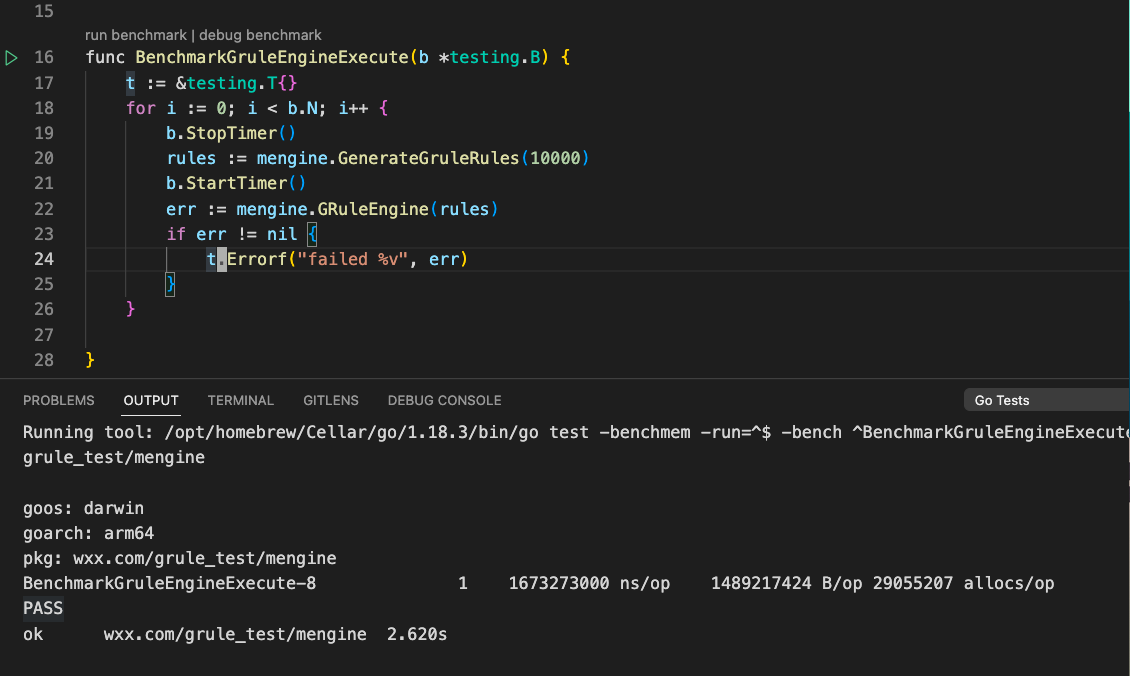 15
run benchmark | debug benchmark
16 func BenchmarkGruleEngineExecute(b *testing.B) {
17     t := &testing.T{}
18     for i := 0; i < b.N; i++ {
19         b.StopTimer()
20         rules := mengine.GenerateGruleRules(10000)
21         b.StartTimer()
22         err := mengine.GRuleEngine(rules)
23         if err != nil {
24             t.Errorf("failed %v", err)
25         }
26     }
27
28 }
PROBLEMS OUTPUT TERMINAL GITLENS DEBUG CONSOLE Go Tests
Running tool: /opt/homebrew/Cellar/go/1.18.3/bin/go test -benchmem -run=^$ -bench ^BenchmarkGruleEngineExecute
grule_test/mengine

goos: darwin
goarch: arm64
pkg: wxx.com/grule_test/mengine
BenchmarkGruleEngineExecute-8 1 1673273000 ns/op 1489217424 B/op 29055207 allocs/op
PASS
ok wxx.com/grule_test/mengine 2.620s